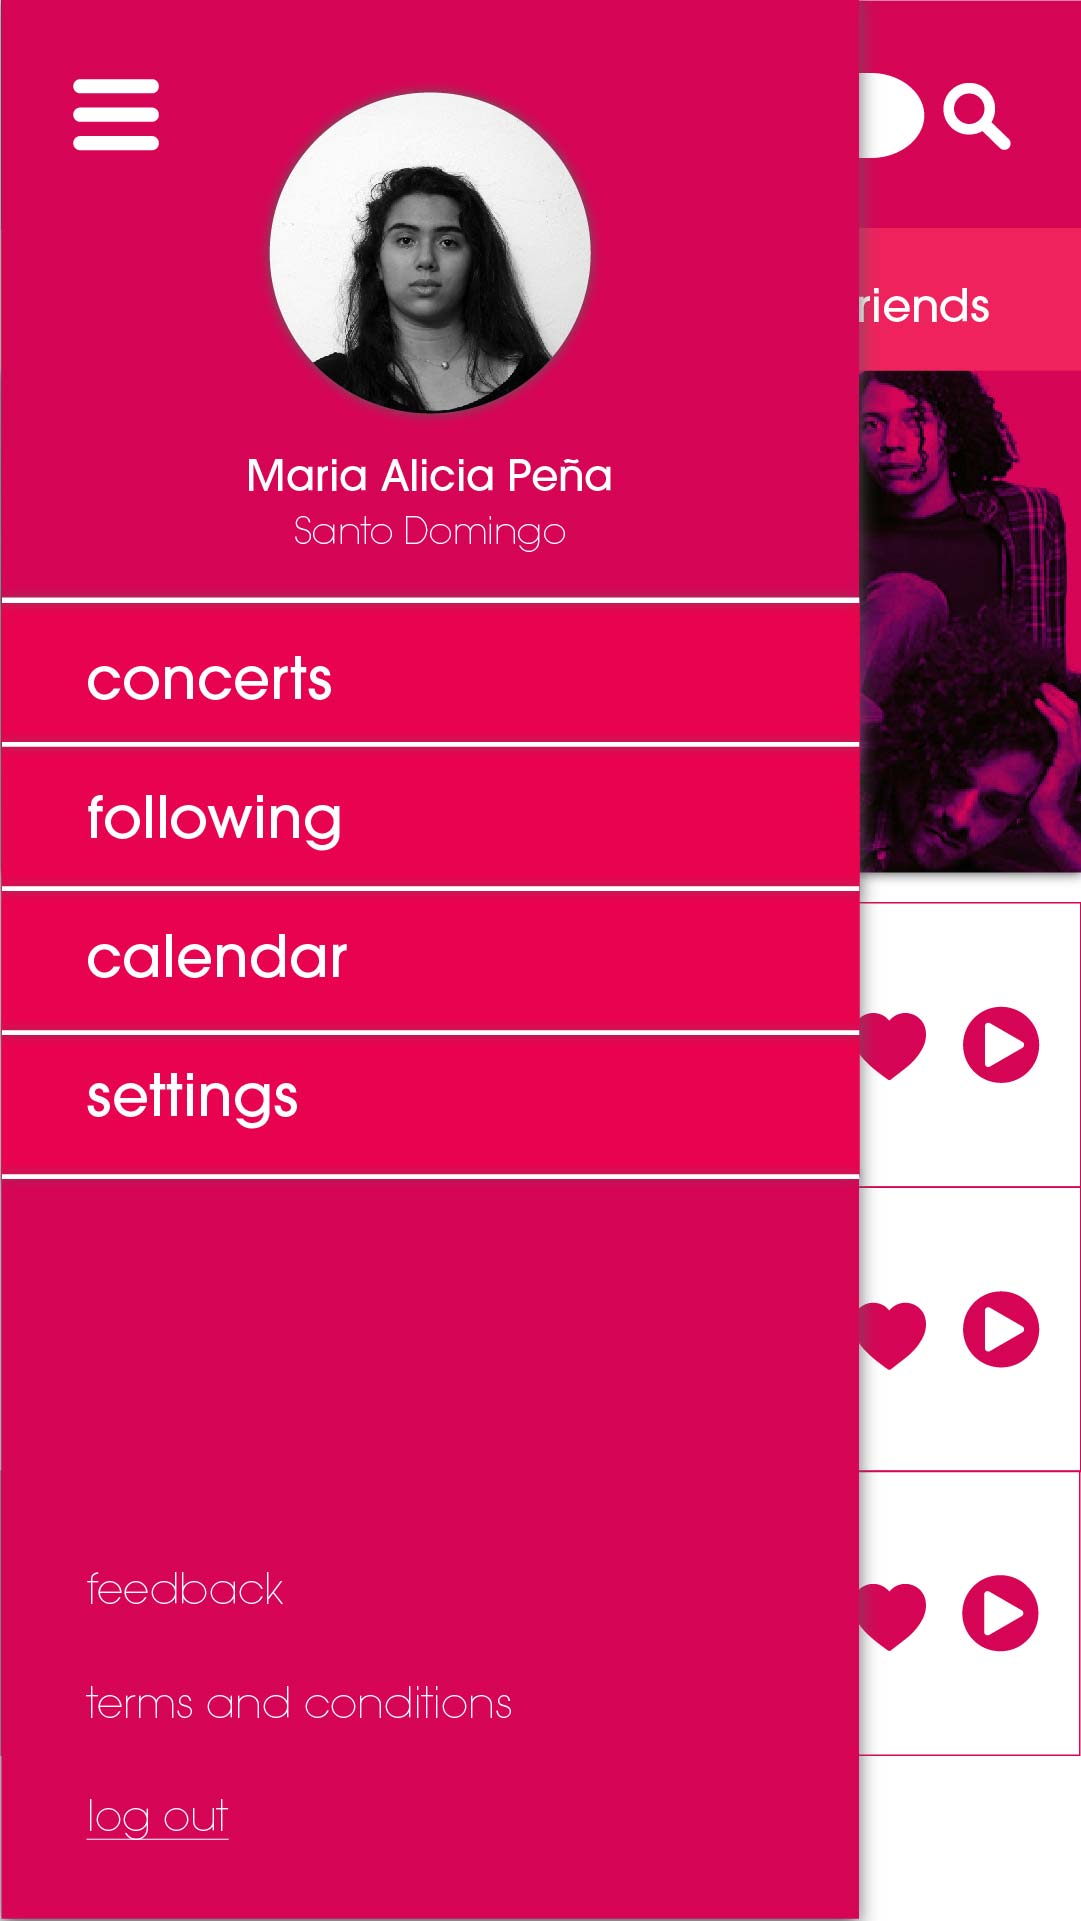 riends
Maria Alicia Peña
Santo Domingo
concerts
following
calendar
settings
feedback
terms and conditions
log out